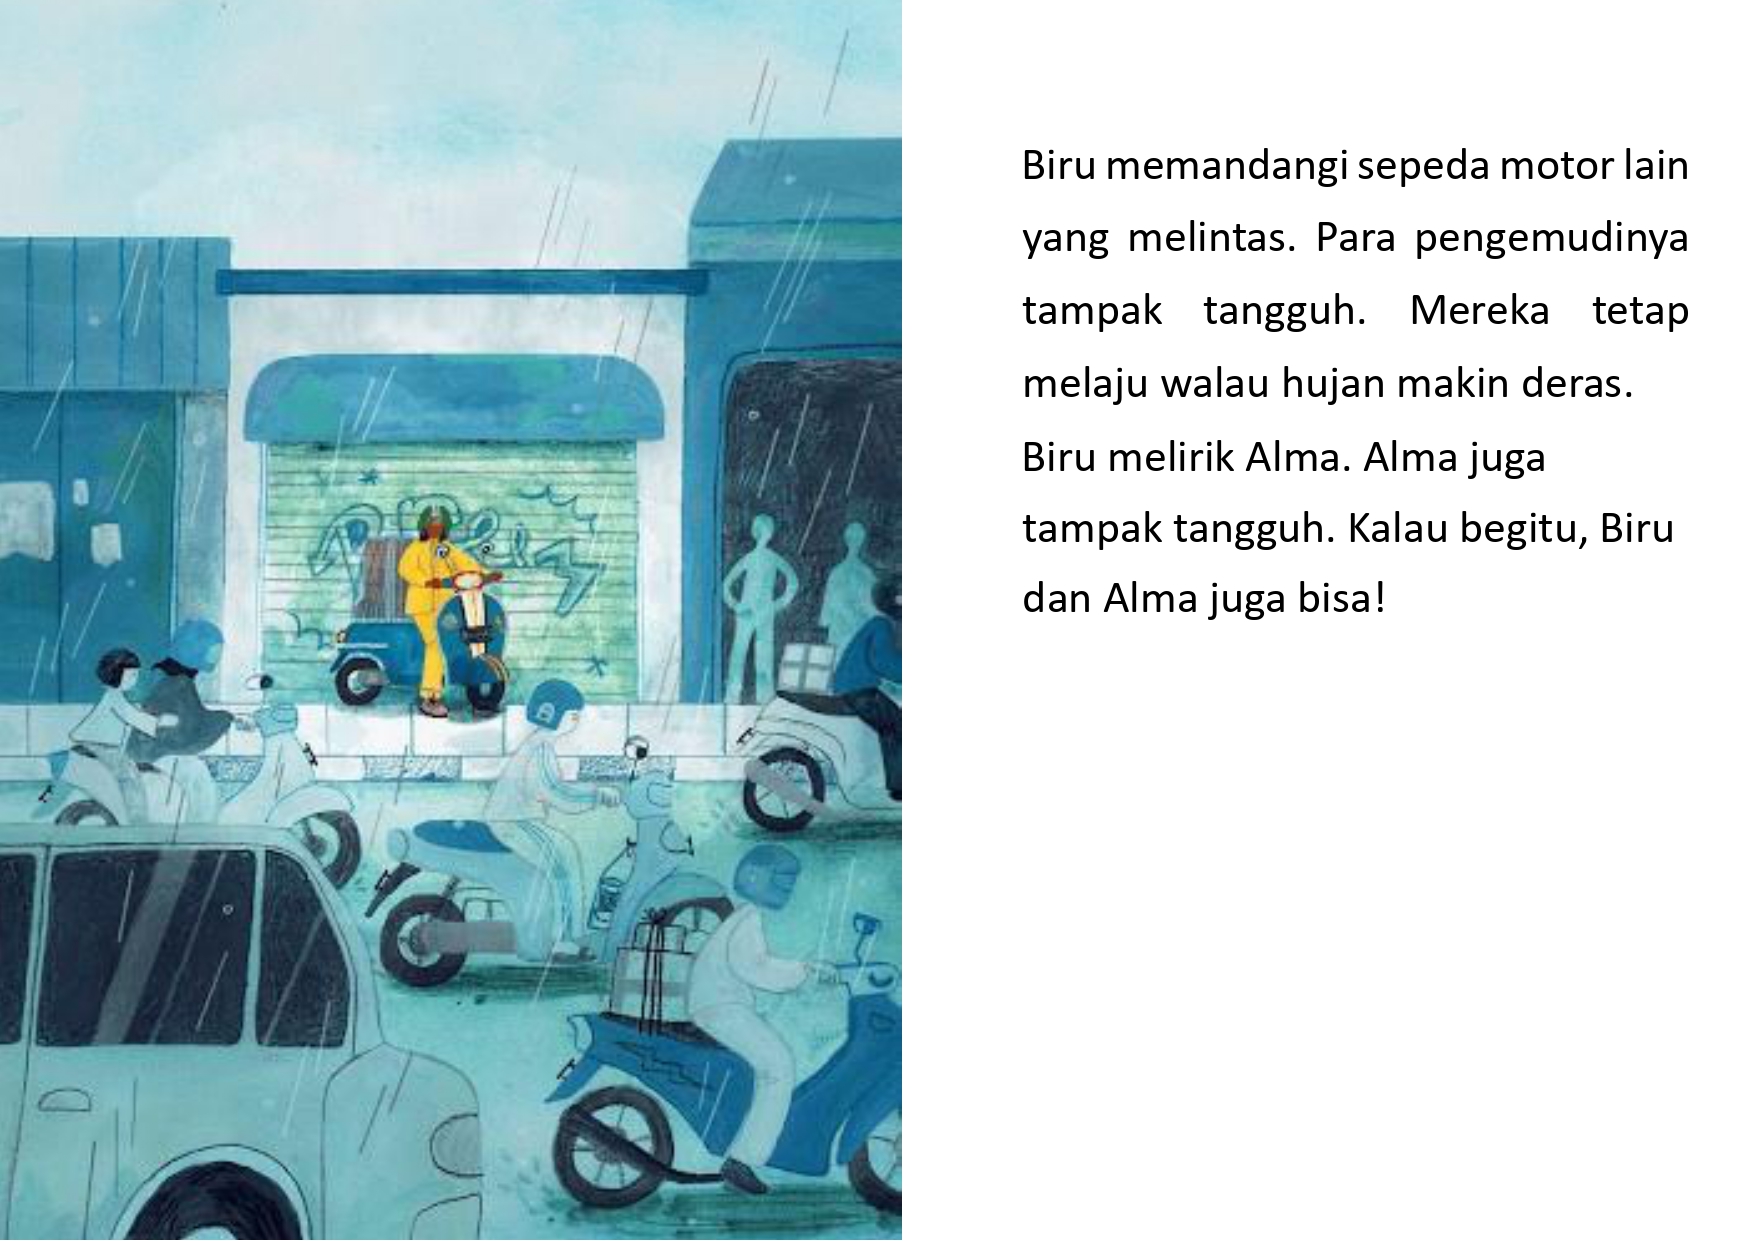 Biru memandangi sepeda motor lain
yang melintas. Para pengemudinya
tampak tangguh. Mereka tetap
melaju walau hujan makin deras.
Biru melirik Alma. Alma juga
tampak tangguh. Kalau begitu, Biru
dan Alma juga bisa!